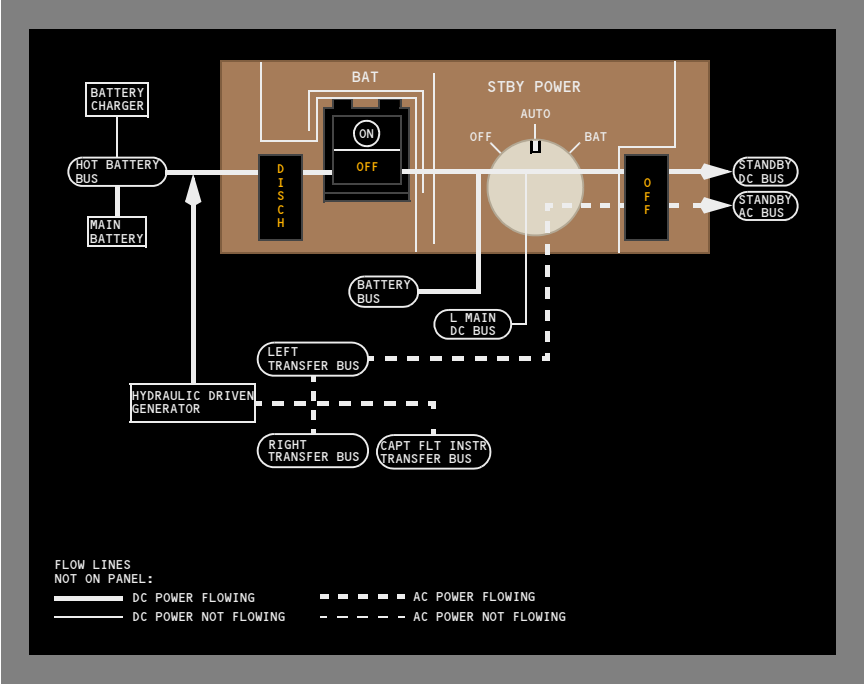 BAT
STBY POWER
BATTERY
CHARGER
AUTO
ON
OFF
BAT
HOT BATTERY
BUS
D
I
S
C
H
OFF
O
F
F
STANDBY
DC BUS
STANDBY
AC BUS
MAIN
BATTERY
BATTERY
BUS
L MAIN
DC BUS
LEFT
TRANSFER BUS
HYDRAULIC DRIVEN
GENERATOR
RIGHT
TRANSFER BUS
CAPT FLT INSTR
TRANSFER BUS
FLOW LINES
NOT ON PANEL:
DC POWER FLOWING
AC POWER FLOWING
DC POWER NOT FLOWING
AC POWER NOT FLOWING